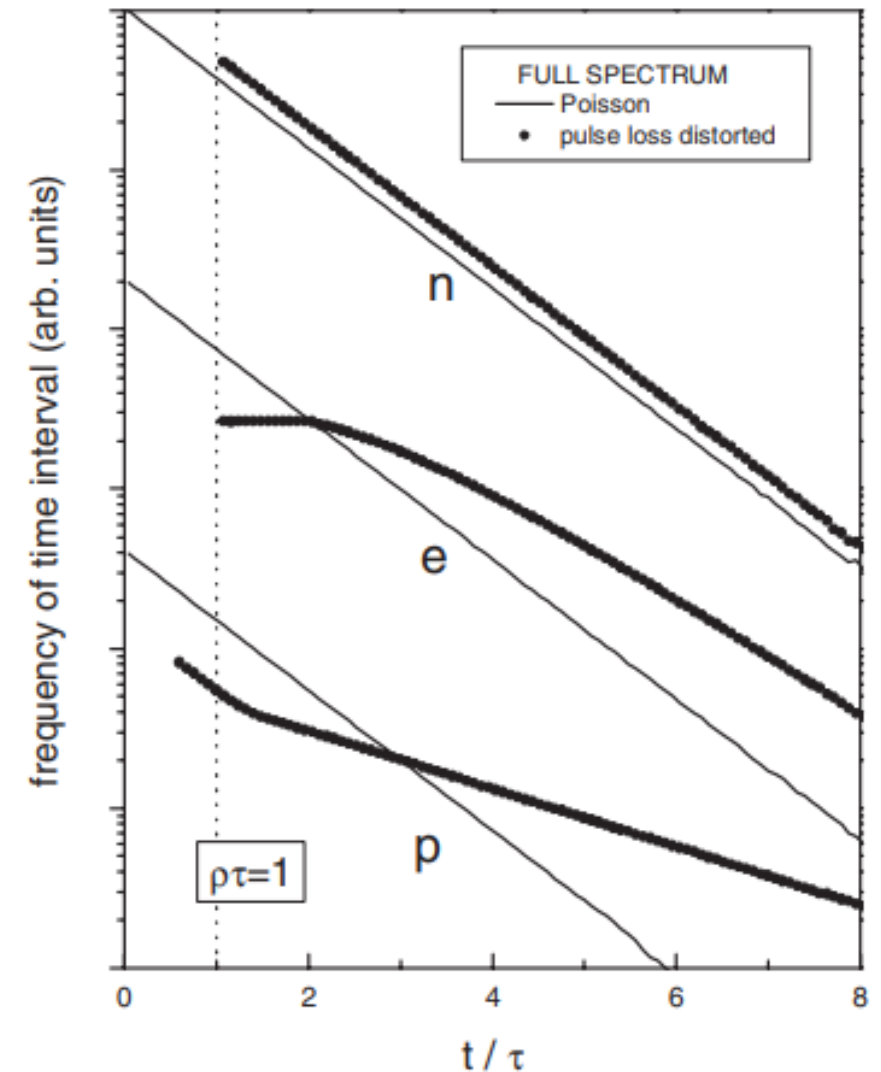 FULL SPECTRUM
Poisson
pulse loss distorted
frequency of time interval (arb. units)
n
e
p
ρτ=1
0 2 4 6 8
t / τ